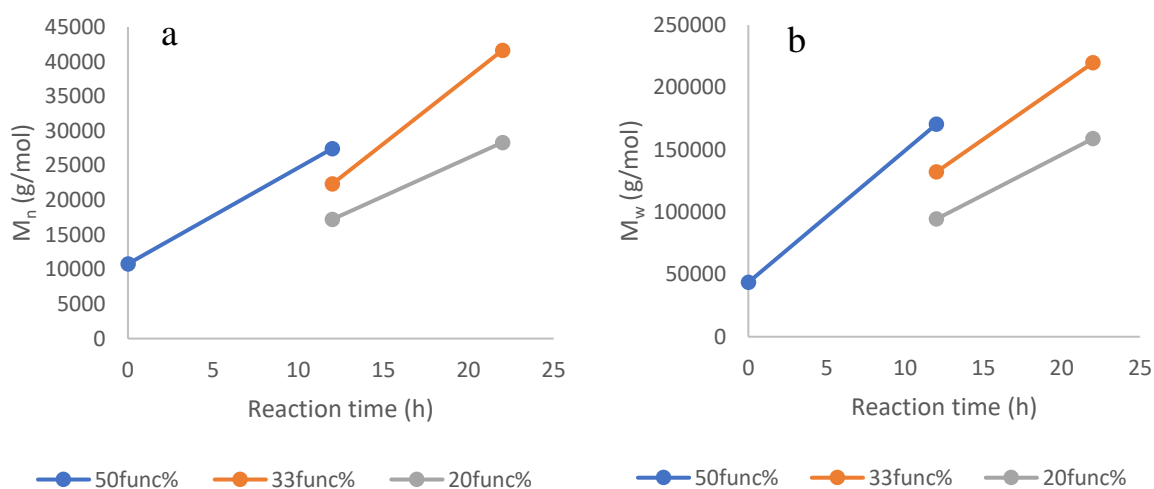 a
45000
40000
35000
30000
25000
20000
15000
10000
5000
0
Mn (g/mol)
0 5 10 15 20 25
Reaction time (h)
50func% 33func% 20func%
b
250000
200000
150000
100000
50000
0
Mw (g/mol)
0 5 10 15 20 25
Reaction time (h)
50func% 33func% 20func%